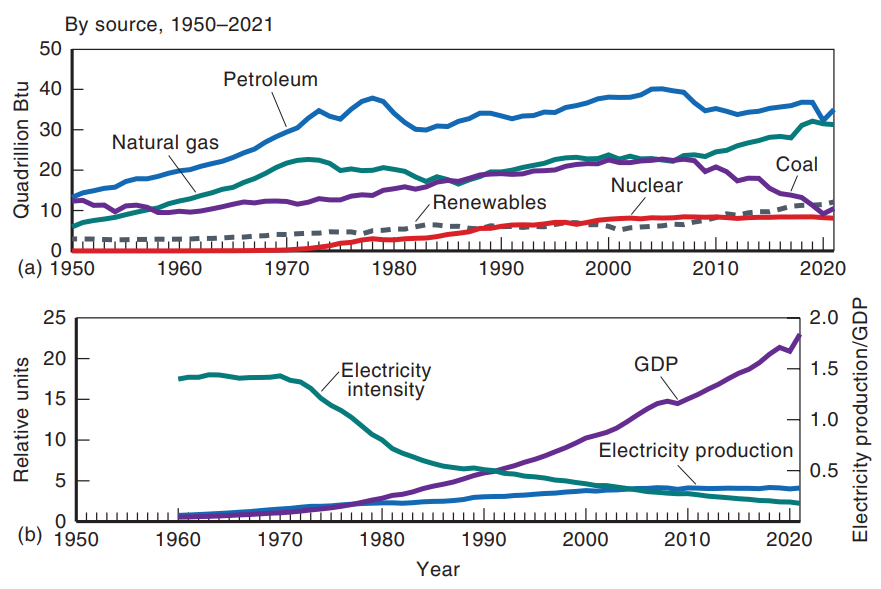 By source, 1950–2021
50
40
30
20
10
0
Quadrillion Btu
Petroleum
Natural gas
Renewables
Nuclear
Coal
(a)
1950 1960 1970 1980 1990 2000 2010 2020
25
20
15
10
5
0
Relative units
2.0
1.5
1.0
0.5
Electricity production/GDP
Electricity
intensity
GDP
Electricity production
(b)
1950 1960 1970 1980 1990 2000 2010 2020
Year